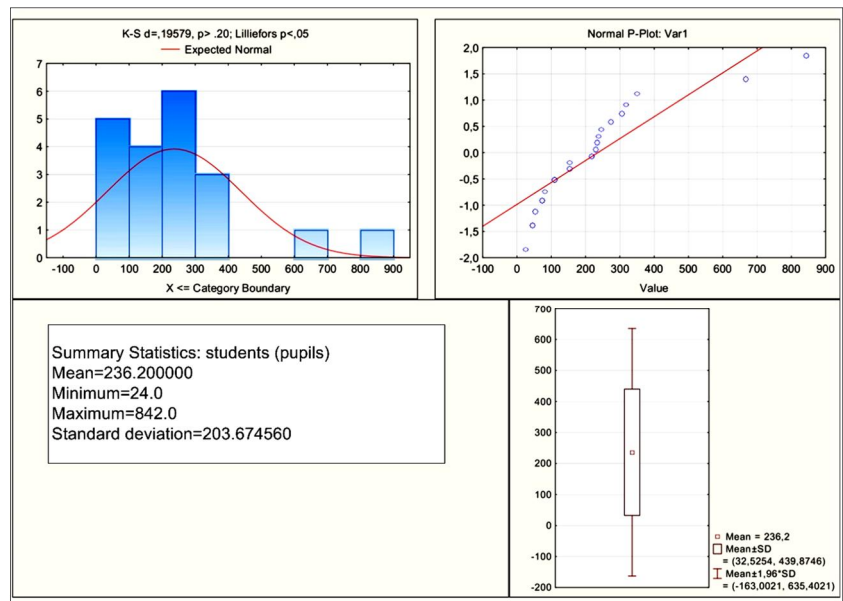 K-S d=,19579, p> .20; Lilliefors p<,05
Expected Normal
7
6
5
4
3
2
1
0
-100 0 100 200 300 400 500 600 700 800 900
X <= Category Boundary
Normal P-Plot: Var1
2,0
1,5
1,0
0,5
0,0
-0,5
-1,0
-1,5
-2,0
-100 0 100 200 300 400 500 600 700 800 900
Value
Summary Statistics: students (pupils)
Mean=236.200000
Minimum=24.0
Maximum=842.0
Standard deviation=203.674560
700
600
500
400
300
200
100
0
-100
-200
Mean = 236,2
Mean±SD
= (32,5254, 439,8746)
Mean±1,96*SD
= (-163,0021, 635,4021)